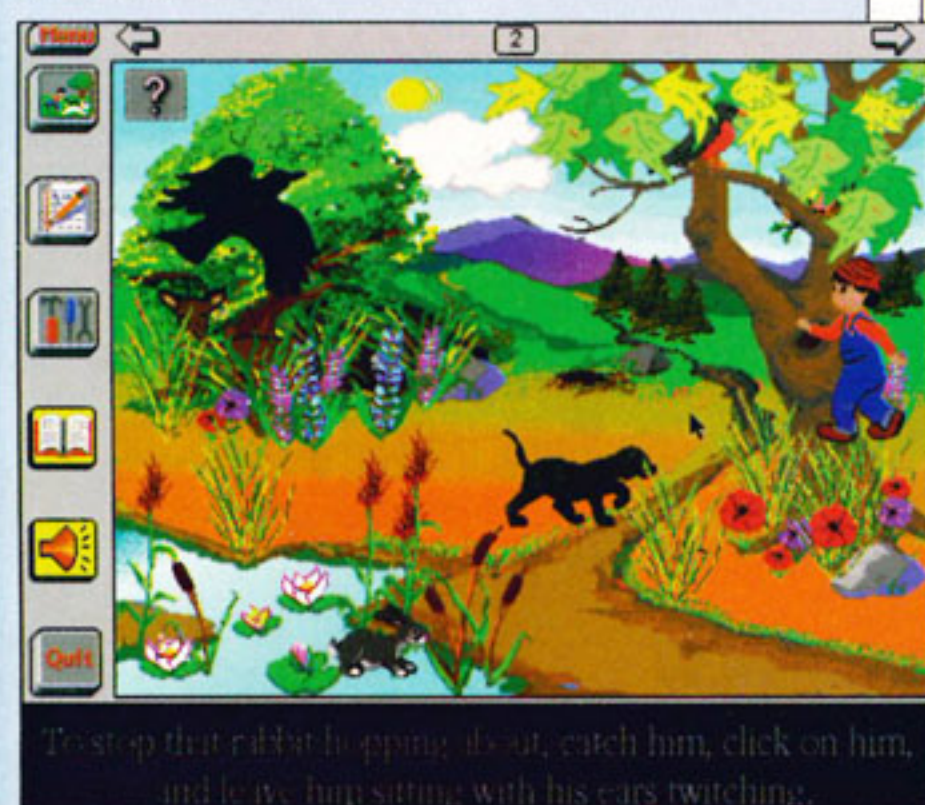 Menu
2
?
Quit
To stop that rabbit hopping about, catch him, click on him,
and leave him sitting with his ears twitching.